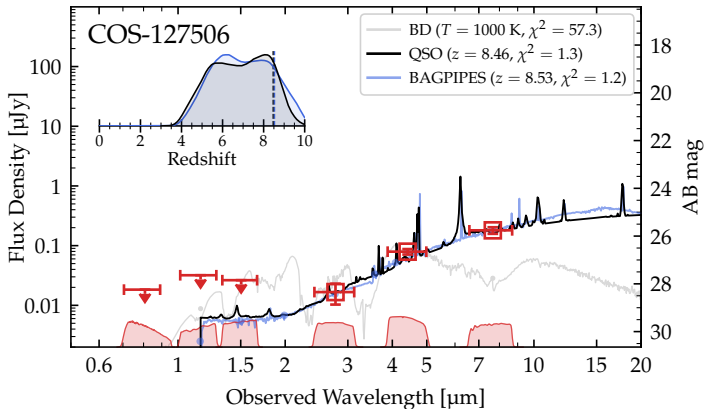 COS-127506
BD (T = 1000 K, χ² = 57.3)
QSO (z = 8.46, χ² = 1.3)
BAGPIPES (z = 8.53, χ² = 1.2)
100
10
1
0.1
0.01
Flux Density [μJy]
18
20
22
24
26
28
30
AB mag
0 2 4 6 8 10
Redshift
0.6 1 1.5 2 3 4 5 7 10 15 20
Observed Wavelength [μm]